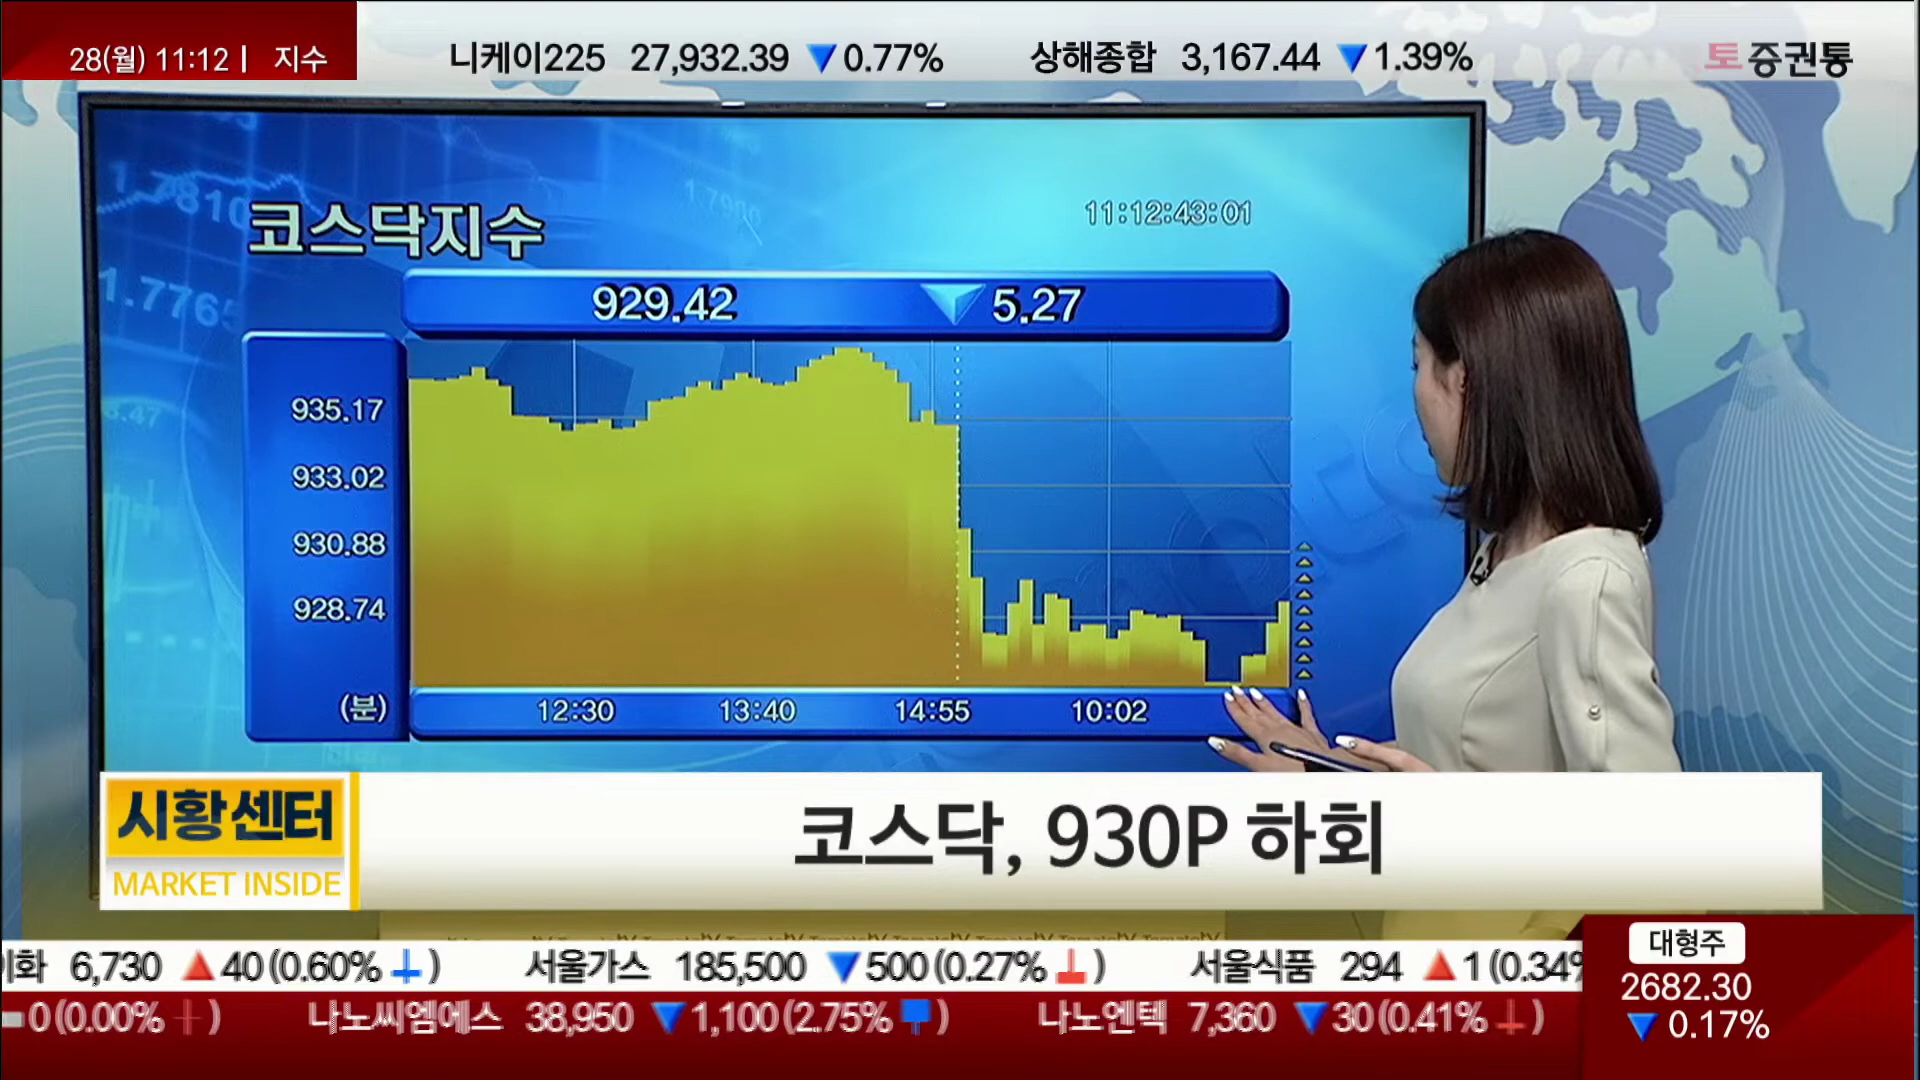 28(월) 11:12 | 지수
니케이225 27,932.39 ▼0.77% 상해종합 3,167.44 ▼1.39%
토 증권통
코스닥지수
11:12:43:01
929.42 ▼ 5.27
935.17
933.02
930.88
928.74
(분) 12:30 13:40 14:55 10:02
시황센터
MARKET INSIDE
코스닥, 930P 하회
이화 6,730 ▲40(0.60% ) 서울가스 185,500 ▼500(0.27% ) 서울식품 294 ▲1(0.34%
0(0.00% ) 나노씨엠에스 38,950 ▼1,100(2.75% ) 나노엔텍 7,360 ▼30(0.41% )
대형주
2682.30
▼0.17%